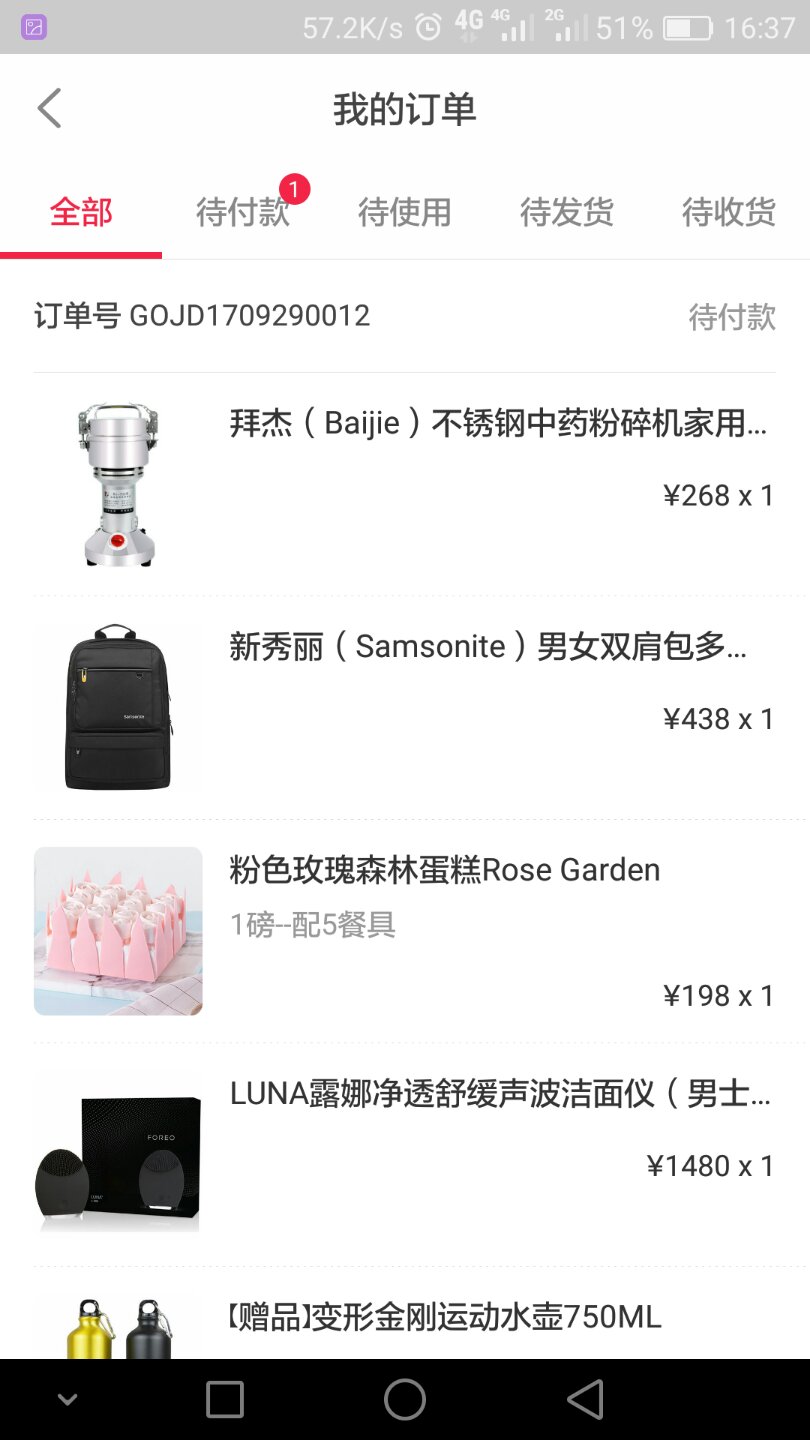 57.2K/s 4G 4G 2G 51% 16:37
我的订单
全部 待付款 1 待使用 待发货 待收货
订单号 GOJD1709290012 待付款
拜杰（Baijie）不锈钢中药粉碎机家用...
¥268 x 1
新秀丽（Samsonite）男女双肩包多...
¥438 x 1
Samsonite
粉色玫瑰森林蛋糕Rose Garden
1磅--配5餐具
¥198 x 1
LUNA露娜净透舒缓声波洁面仪（男士...
¥1480 x 1
FOREO
LUNA
【赠品】变形金刚运动水壶750ML